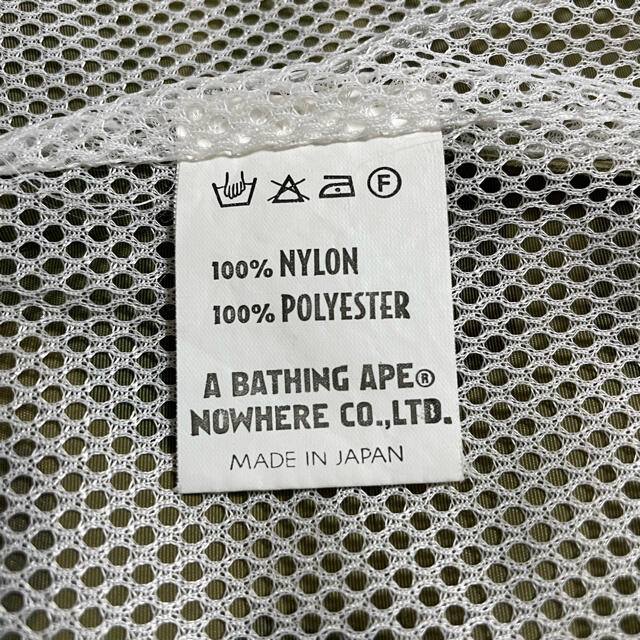 F
100% NYLON
100% POLYESTER
A BATHING APE®
NOWHERE CO.,LTD.
MADE IN JAPAN